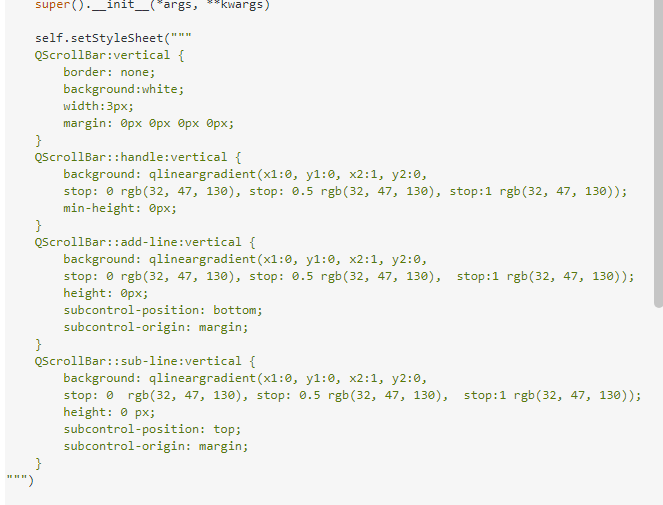 super().__init__(*args, **kwargs)
self.setStyleSheet("""
QScrollBar:vertical {
    border: none;
    background:white;
    width:3px;
    margin: 0px 0px 0px 0px;
}
QScrollBar::handle:vertical {
    background: qlineargradient(x1:0, y1:0, x2:1, y2:0,
    stop: 0 rgb(32, 47, 130), stop: 0.5 rgb(32, 47, 130), stop:1 rgb(32, 47, 130));
    min-height: 0px;
}
QScrollBar::add-line:vertical {
    background: qlineargradient(x1:0, y1:0, x2:1, y2:0,
    stop: 0 rgb(32, 47, 130), stop: 0.5 rgb(32, 47, 130),  stop:1 rgb(32, 47, 130));
    height: 0px;
    subcontrol-position: bottom;
    subcontrol-origin: margin;
}
QScrollBar::sub-line:vertical {
    background: qlineargradient(x1:0, y1:0, x2:1, y2:0,
    stop: 0  rgb(32, 47, 130), stop: 0.5 rgb(32, 47, 130),  stop:1 rgb(32, 47, 130));
    height: 0 px;
    subcontrol-position: top;
    subcontrol-origin: margin;
}
""")